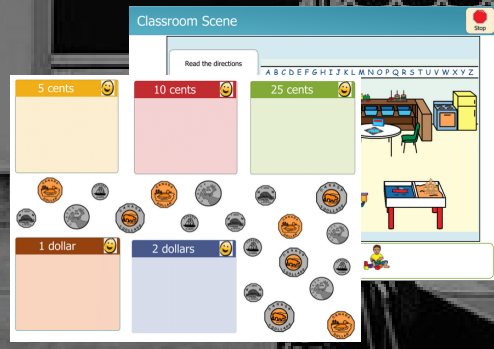 Classroom Scene
Stop
Read the directions
A B C D E F G H I J K L M N O P Q R S T U V W X Y Z
5 cents
10 cents
25 cents
1 dollar
2 dollars